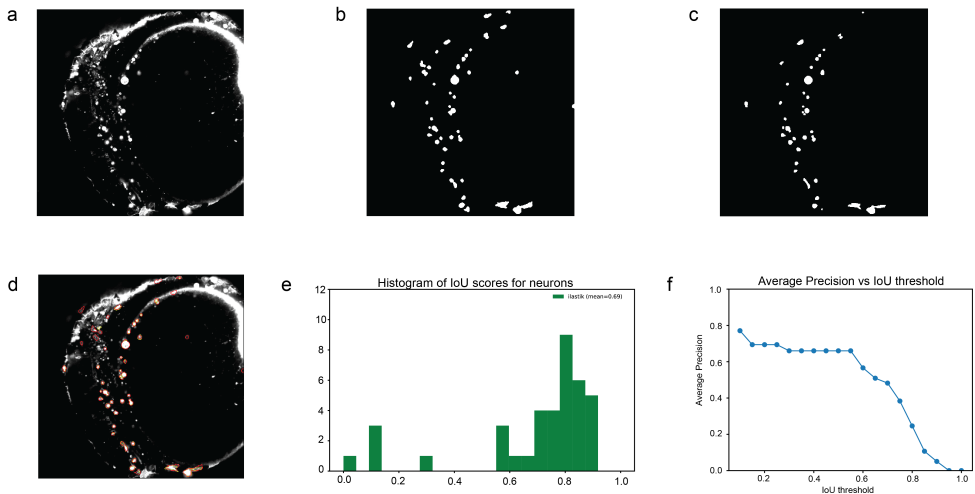 a
b
c
d
e
Histogram of IoU scores for neurons
ilastik (mean=0.69)
12
10
8
6
4
2
0
0.0 0.2 0.4 0.6 0.8 1.0
f
Average Precision vs IoU threshold
Average Precision
1.0
0.8
0.6
0.4
0.2
0.0
0.2 0.4 0.6 0.8 1.0
IoU threshold